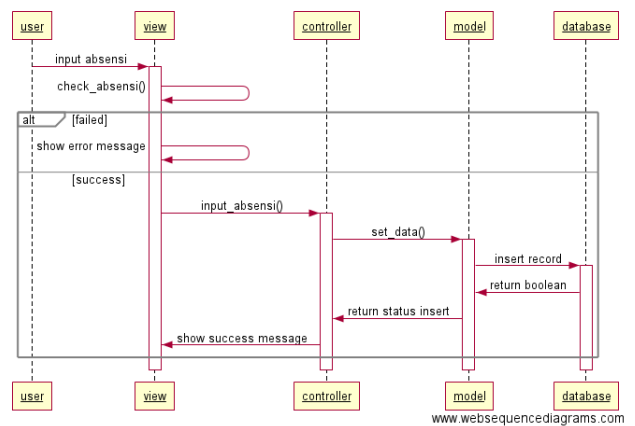 user view controller model database
input absensi
check_absensi()
alt [failed]
show error message
[success]
input_absensi()
set_data()
insert record
return boolean
return status insert
show success message
user view controller model database
www.websequencediagrams.com